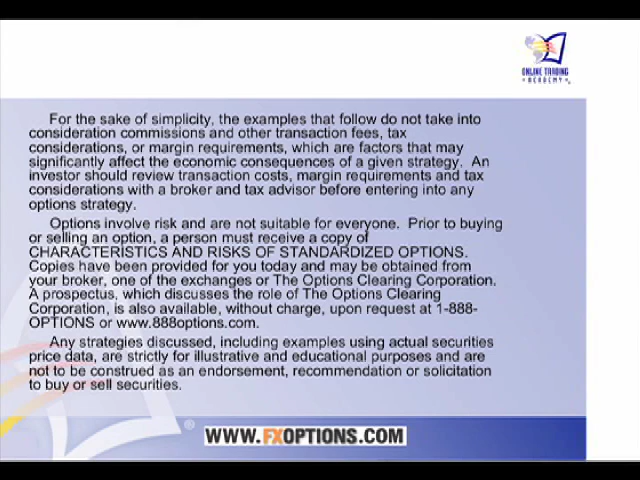 ONLINE TRADING
ACADEMY
For the sake of simplicity, the examples that follow do not take into
consideration commissions and other transaction fees, tax
considerations, or margin requirements, which are factors that may
significantly affect the economic consequences of a given strategy. An
investor should review transaction costs, margin requirements and tax
considerations with a broker and tax advisor before entering into any
options strategy.
Options involve risk and are not suitable for everyone. Prior to buying
or selling an option, a person must receive a copy of
CHARACTERISTICS AND RISKS OF STANDARDIZED OPTIONS.
Copies have been provided for you today and may be obtained from
your broker, one of the exchanges or The Options Clearing Corporation.
A prospectus, which discusses the role of The Options Clearing
Corporation, is also available, without charge, upon request at 1-888-
OPTIONS or www.888options.com.
Any strategies discussed, including examples using actual securities
price data, are strictly for illustrative and educational purposes and are
not to be construed as an endorsement, recommendation or solicitation
to buy or sell securities.
®
WWW.FXOPTIONS.COM